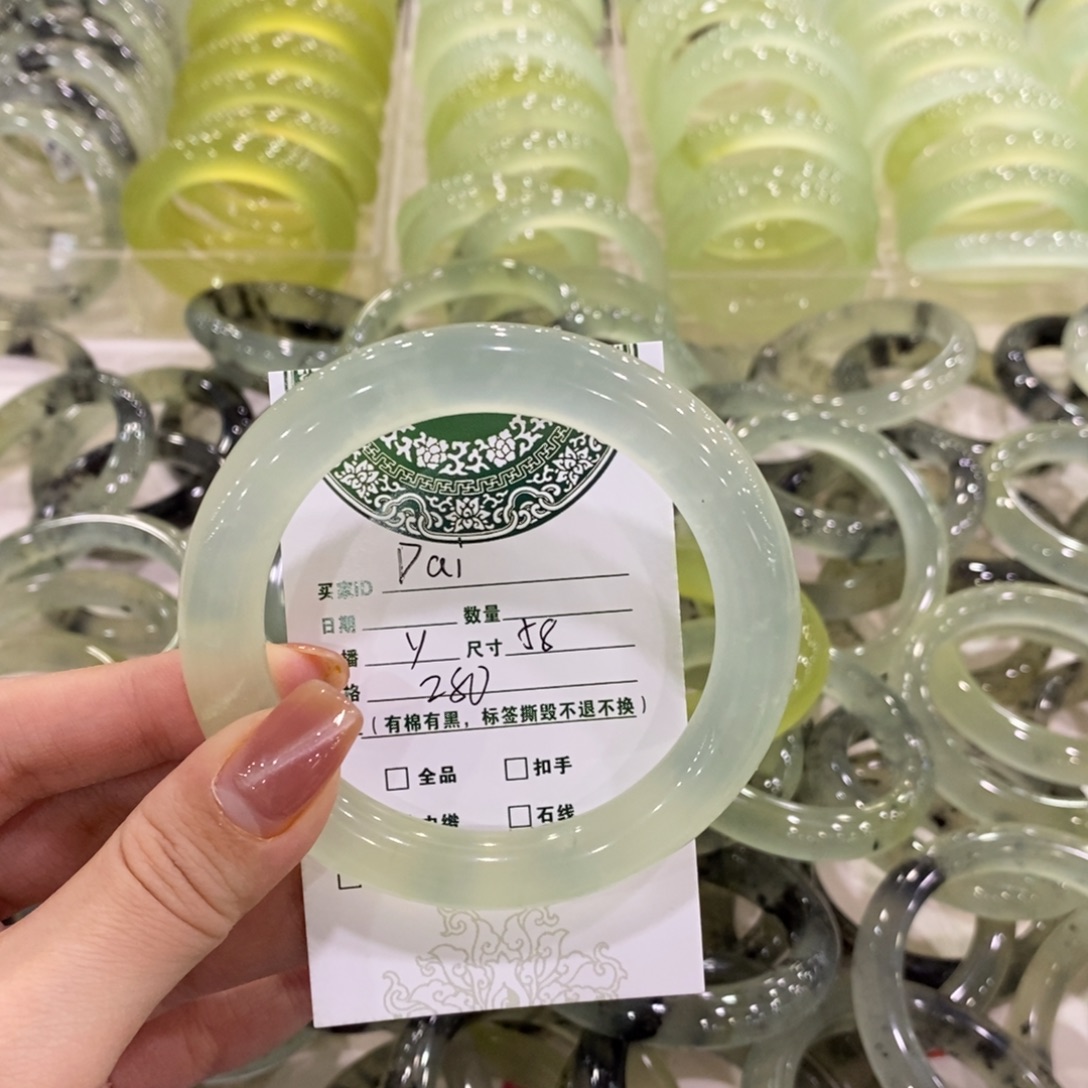 Dai
买家ID
日期 数量
播 y 尺寸 58
格 280
(有棉有黑，标签撕毁不退不换)
□ 全品 □ 扣手
□ 石线